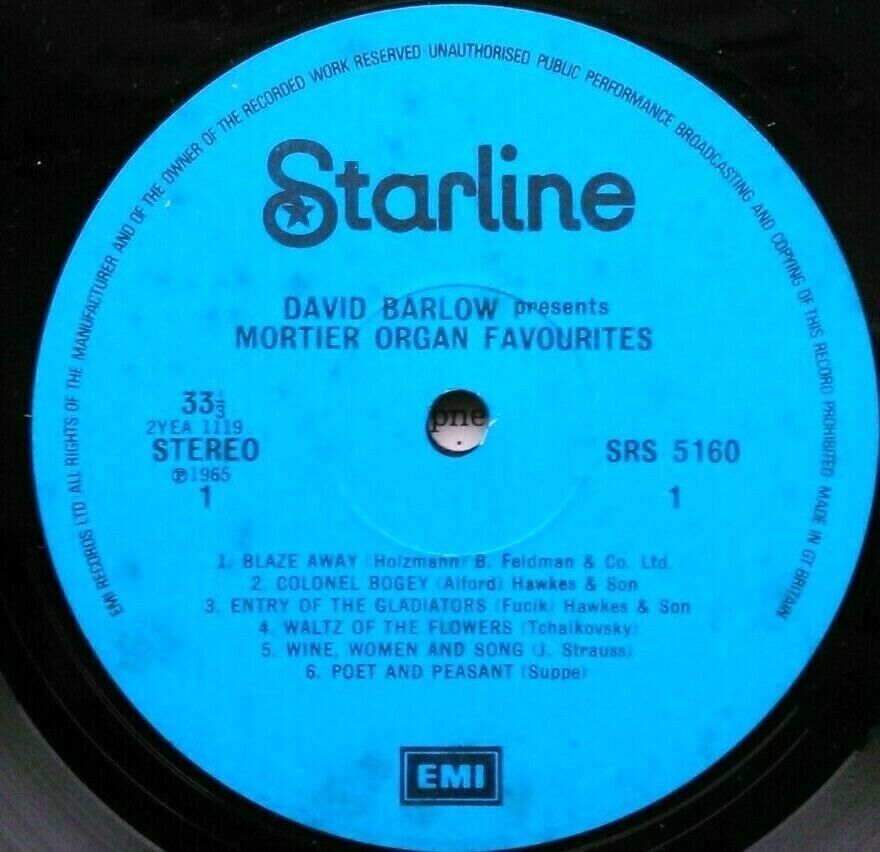 EMI RECORDS LTD ALL RIGHTS OF THE MANUFACTURER AND OF THE OWNER OF THE RECORDED WORK RESERVED UNAUTHORISED PUBLIC PERFORMANCE BROADCASTING AND COPYING OF THIS RECORD PROHIBITED MADE IN GT BRITAIN
Starline
DAVID BARLOW presents
MORTIER ORGAN FAVOURITES
33⅓
2YEA 1119
STEREO
℗1965
1
pne
SRS 5160
1
1. BLAZE AWAY (Holzmann) B. Feldman & Co. Ltd.
2. COLONEL BOGEY (Alford) Hawkes & Son
3. ENTRY OF THE GLADIATORS (Fucik) Hawkes & Son
4. WALTZ OF THE FLOWERS (Tchaikovsky)
5. WINE, WOMEN AND SONG (J. Strauss)
6. POET AND PEASANT (Suppe)
EMI